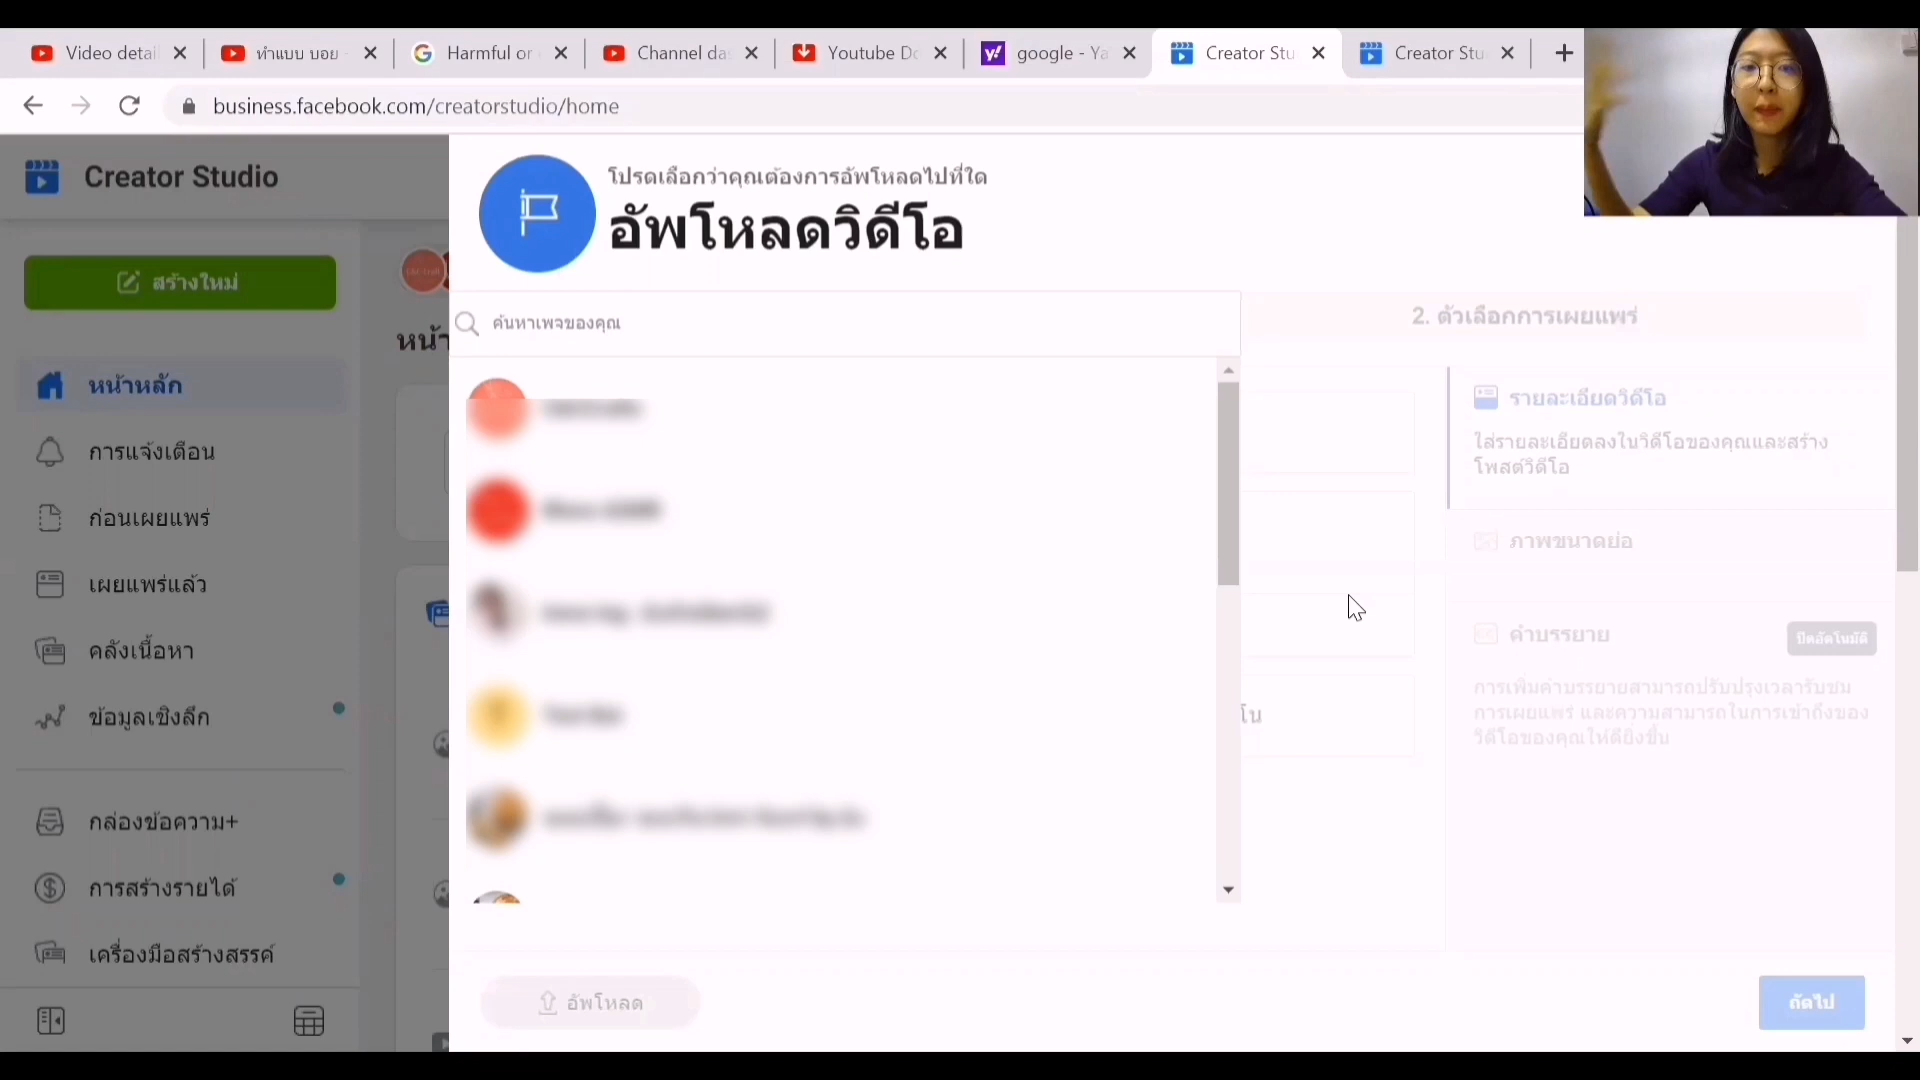 Video detai
ทำแบบ บอย
Harmful or
Channel da
Youtube Do
google - Ya
Creator Stu
Creator Stu
business.facebook.com/creatorstudio/home
Creator Studio
สร้างใหม่
หน้าหลัก
การแจ้งเตือน
ก่อนเผยแพร่
เผยแพร่แล้ว
คลังเนื้อหา
ข้อมูลเชิงลึก
กล่องข้อความ+
การสร้างรายได้
เครื่องมือสร้างสรรค์
หน้า
โปรดเลือกว่าคุณต้องการอัพโหลดไปที่ใด
อัพโหลดวิดีโอ
ค้นหาเพจของคุณ
โน
2. ตัวเลือกการเผยแพร่
รายละเอียดวิดีโอ
ใส่รายละเอียดลงในวิดีโอของคุณและสร้าง
โพสต์วิดีโอ
ภาพขนาดย่อ
คำบรรยาย
ปิดอัตโนมัติ
การเพิ่มคำบรรยายสามารถปรับปรุงเวลารับชม
การเผยแพร่ และความสามารถในการเข้าถึงของ
วิดีโอของคุณให้ดียิ่งขึ้น
อัพโหลด
ถัดไป